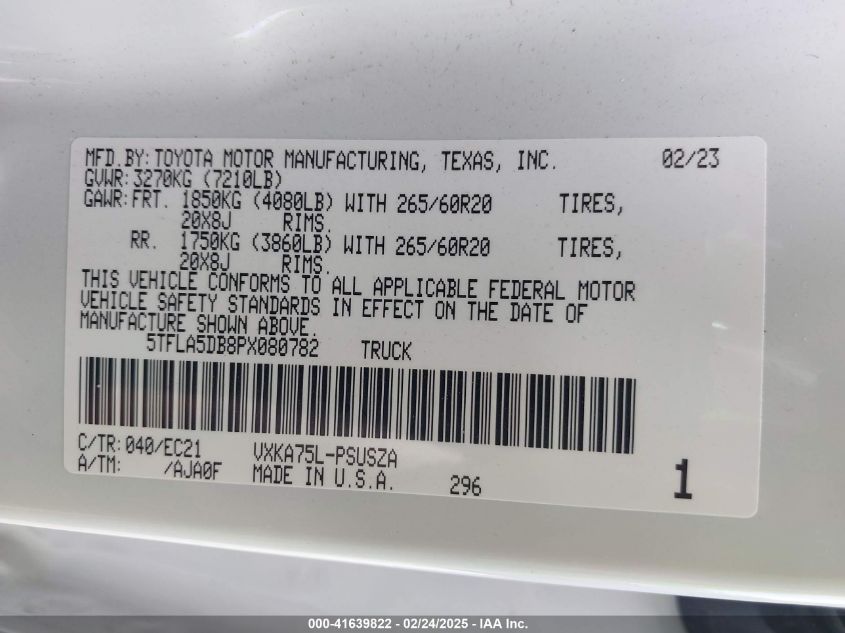 MFD.BY: TOYOTA MOTOR MANUFACTURING, TEXAS, INC. 02/23
GVWR: 3270KG (7210LB)
GAWR: FRT. 1850KG (4080LB) WITH 265/60R20 TIRES,
20X8J RIMS.
RR. 1750KG (3860LB) WITH 265/60R20 TIRES,
20X8J RIMS.
THIS VEHICLE CONFORMS TO ALL APPLICABLE FEDERAL MOTOR
VEHICLE SAFETY STANDARDS IN EFFECT ON THE DATE OF
MANUFACTURE SHOWN ABOVE.
5TFLA5DB8PX080782 TRUCK
C/TR: 040/EC21 VXKA75L-PSUSZA
A/TM: /AJA0F MADE IN U.S.A. 296 1
000-41639822 - 02/24/2025 - IAA Inc.